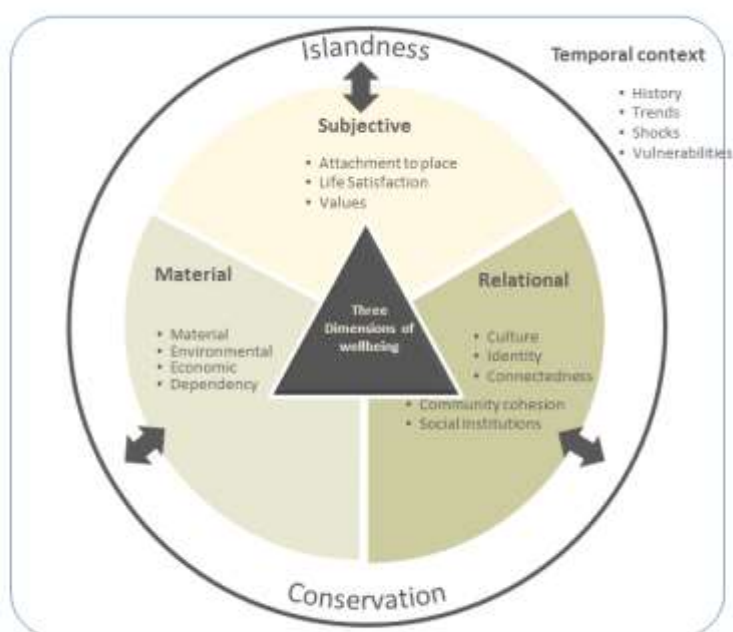 Islandness
Temporal context
• History
• Trends
• Shocks
• Vulnerabilities
Subjective
• Attachment to place
• Life Satisfaction
• Values
Material
• Material
• Environmental
• Economic
• Dependency
Relational
• Culture
• Identity
• Connectedness
• Community cohesion
• Social Institutions
Three
Dimensions of
wellbeing
Conservation